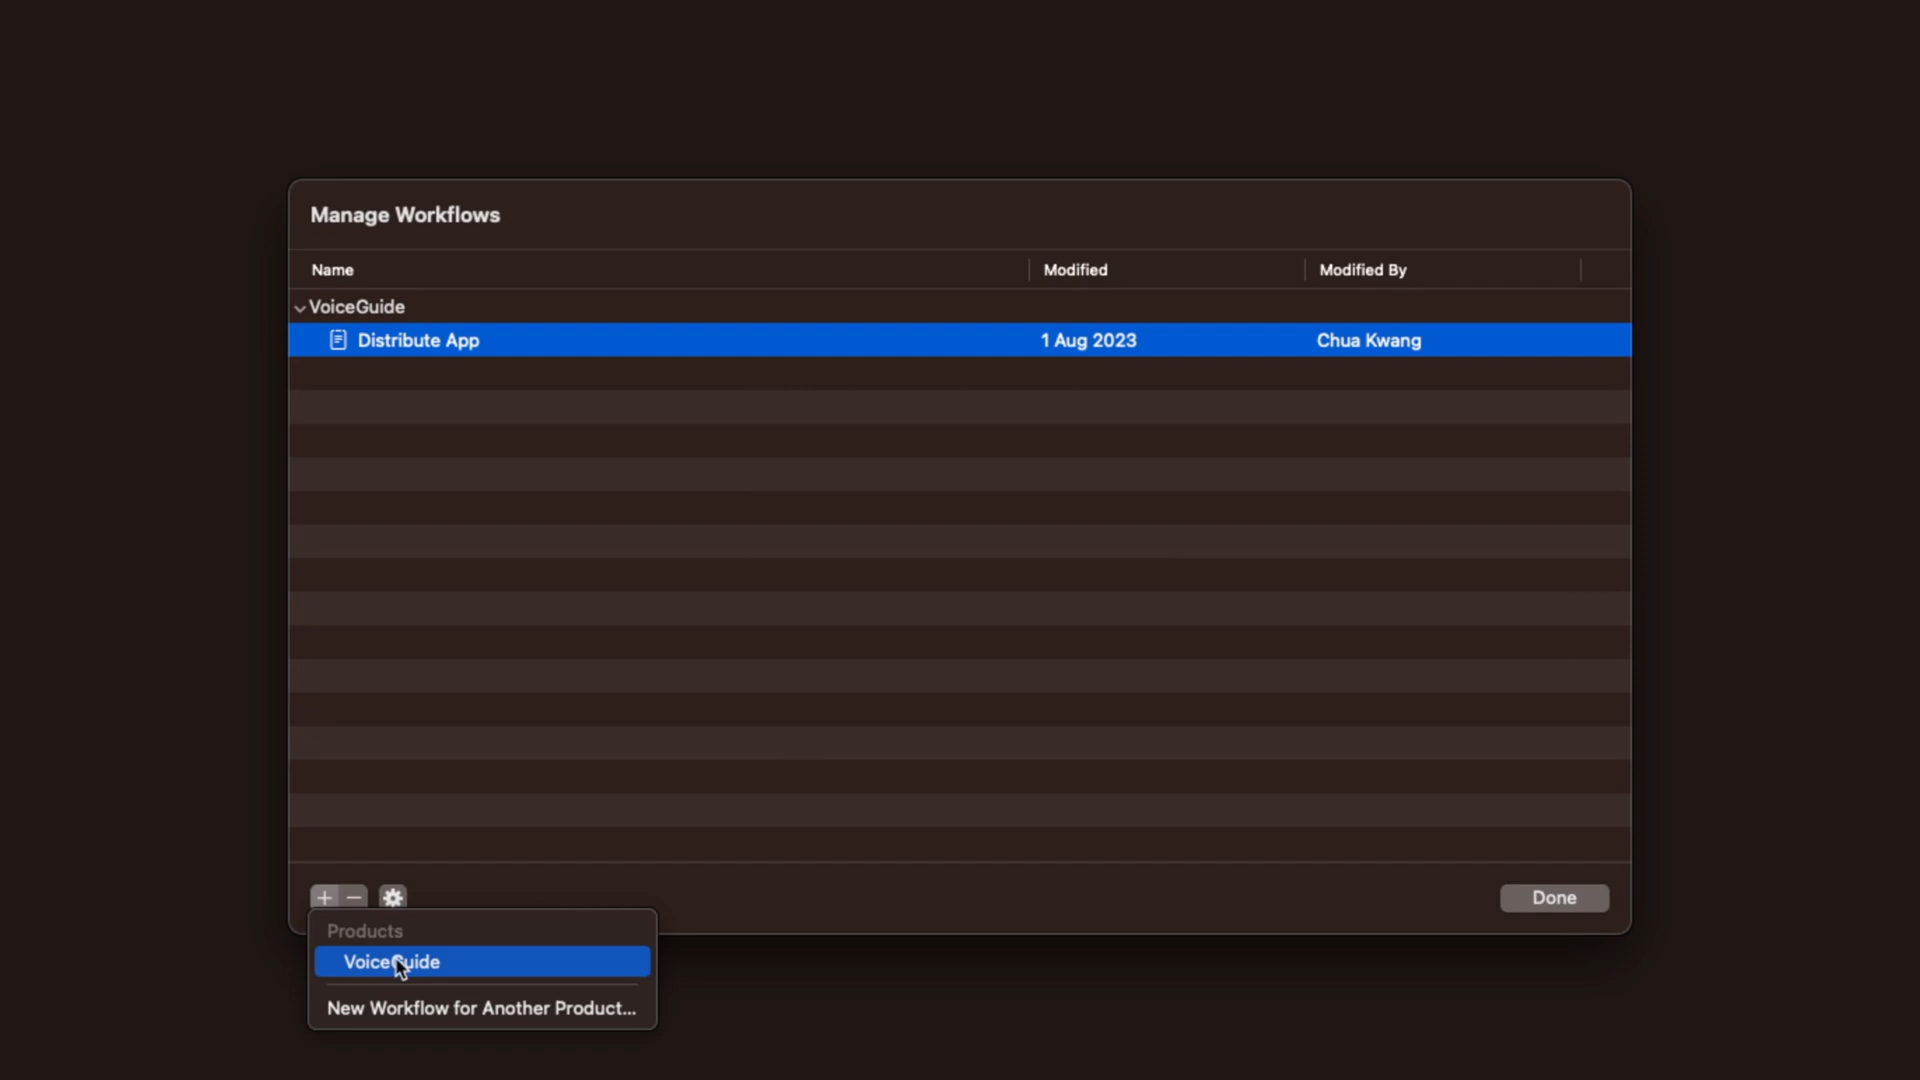 Manage Workflows
Name Modified Modified By
VoiceGuide
Distribute App 1 Aug 2023 Chua Kwang
Done
Products
VoiceGuide
New Workflow for Another Product...